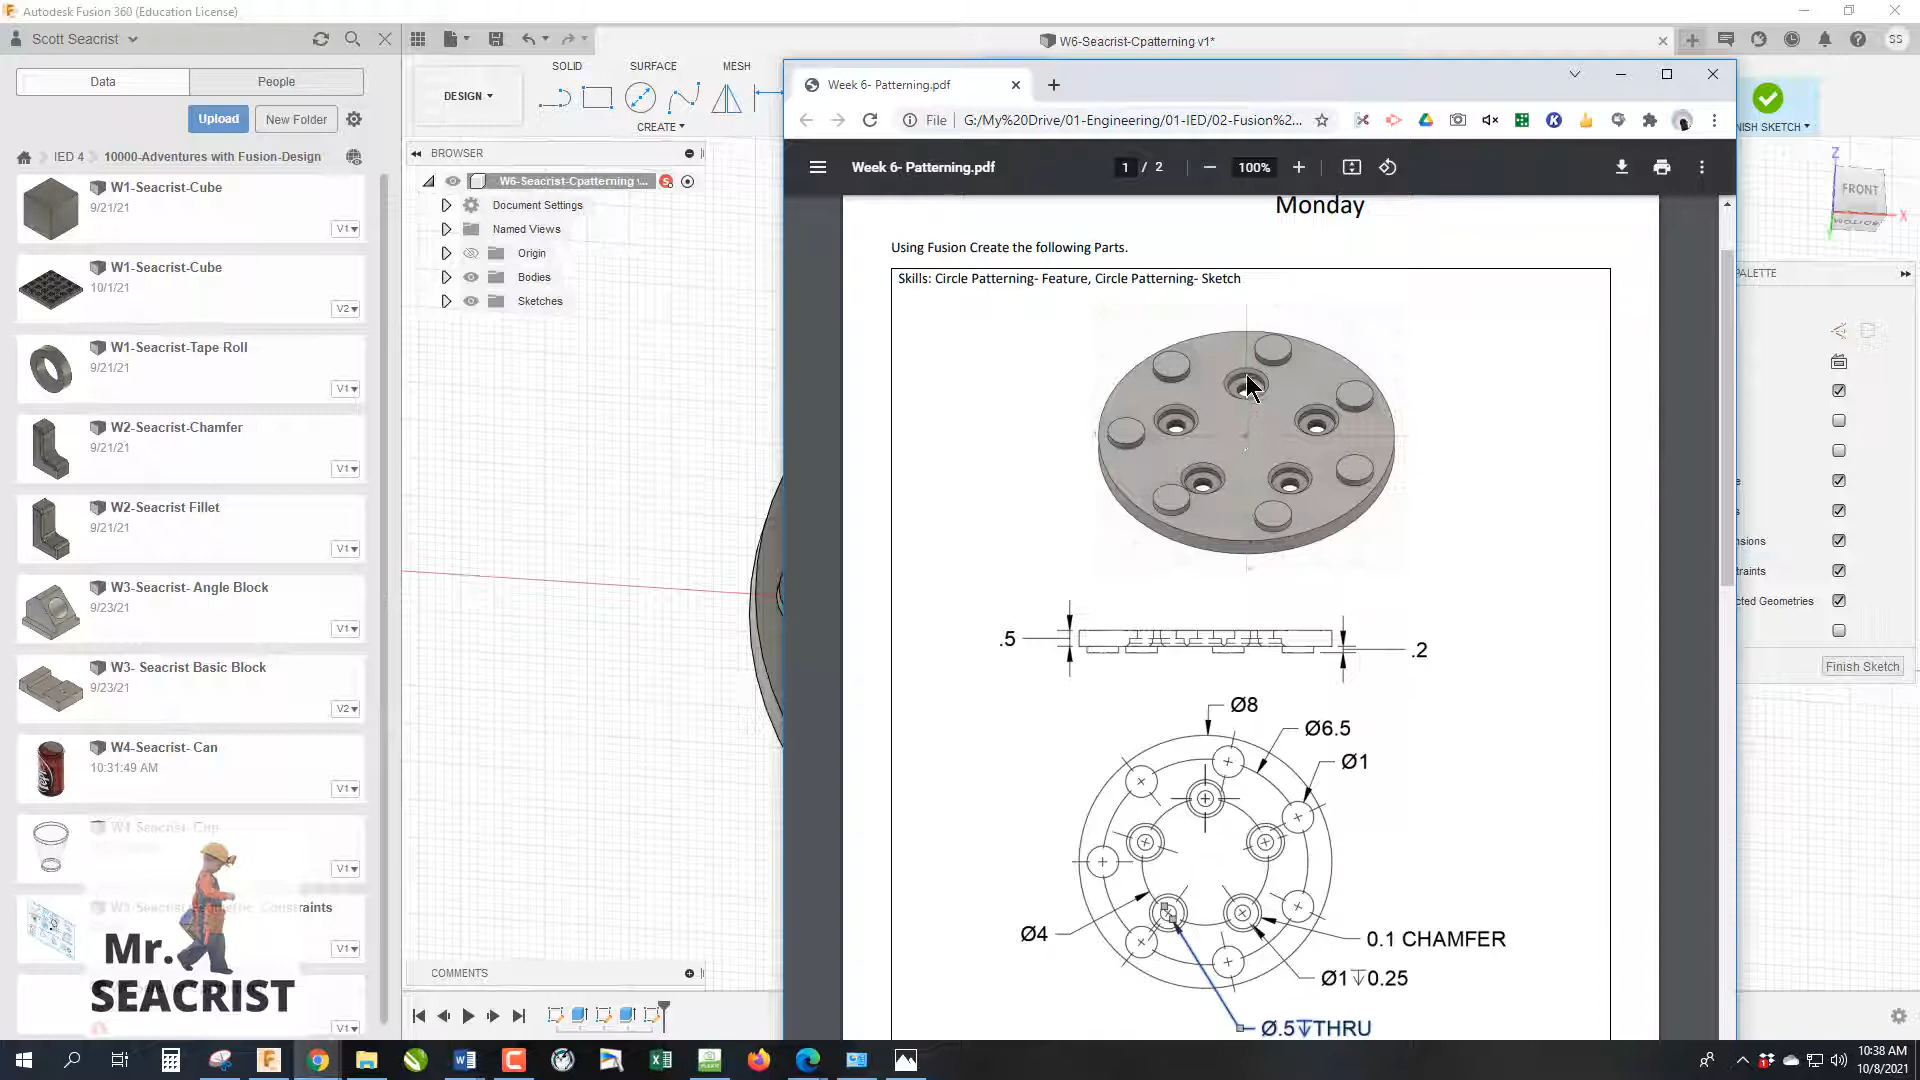 Autodesk Fusion 360 (Education License)
Scott Seacrist
Data
People
Upload
New Folder
IED 4
10000-Adventures with Fusion-Design
W1-Seacrist-Cube
9/21/21
V1▾
W1-Seacrist-Cube
10/1/21
V2▾
W1-Seacrist-Tape Roll
9/21/21
V1▾
W2-Seacrist-Chamfer
9/21/21
V1▾
W2-Seacrist Fillet
9/21/21
V1▾
W3-Seacrist- Angle Block
9/23/21
V1▾
W3- Seacrist Basic Block
9/23/21
V2▾
W4-Seacrist- Can
10:31:49 AM
V1▾
V1▾
V1▾
V1▾
Mr.
SEACRIST
W6-Seacrist-Cpatterning v1*
SS
DESIGN ▾
SOLID
SURFACE
MESH
CREATE ▾
BROWSER
W6-Seacrist-Cpatterning v...
Document Settings
Named Views
Origin
Bodies
Sketches
COMMENTS
Week 6- Patterning.pdf
File
G:/My%20Drive/01-Engineering/01-IED/02-Fusion%2...
Week 6- Patterning.pdf
1 / 2
100%
Monday
Using Fusion Create the following Parts.
Skills: Circle Patterning- Feature, Circle Patterning- Sketch
.5
.2
Ø8
Ø6.5
Ø1
Ø4
0.1 CHAMFER
Ø1↧0.25
Ø.5↧THRU
NISH SKETCH ▾
Z
FRONT
X
Y
PALETTE
nsions
traints
cted Geometries
Finish Sketch
10:38 AM
10/8/2021